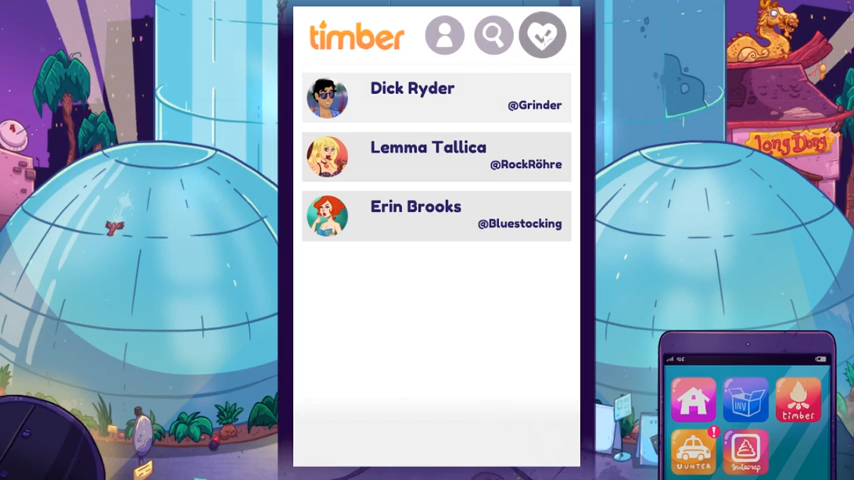 timber
Dick Ryder
@Grinder
Lemma Tallica
@RockRöhre
Erin Brooks
@Bluestocking
Long Dong
INV
timber
!
UUNTER